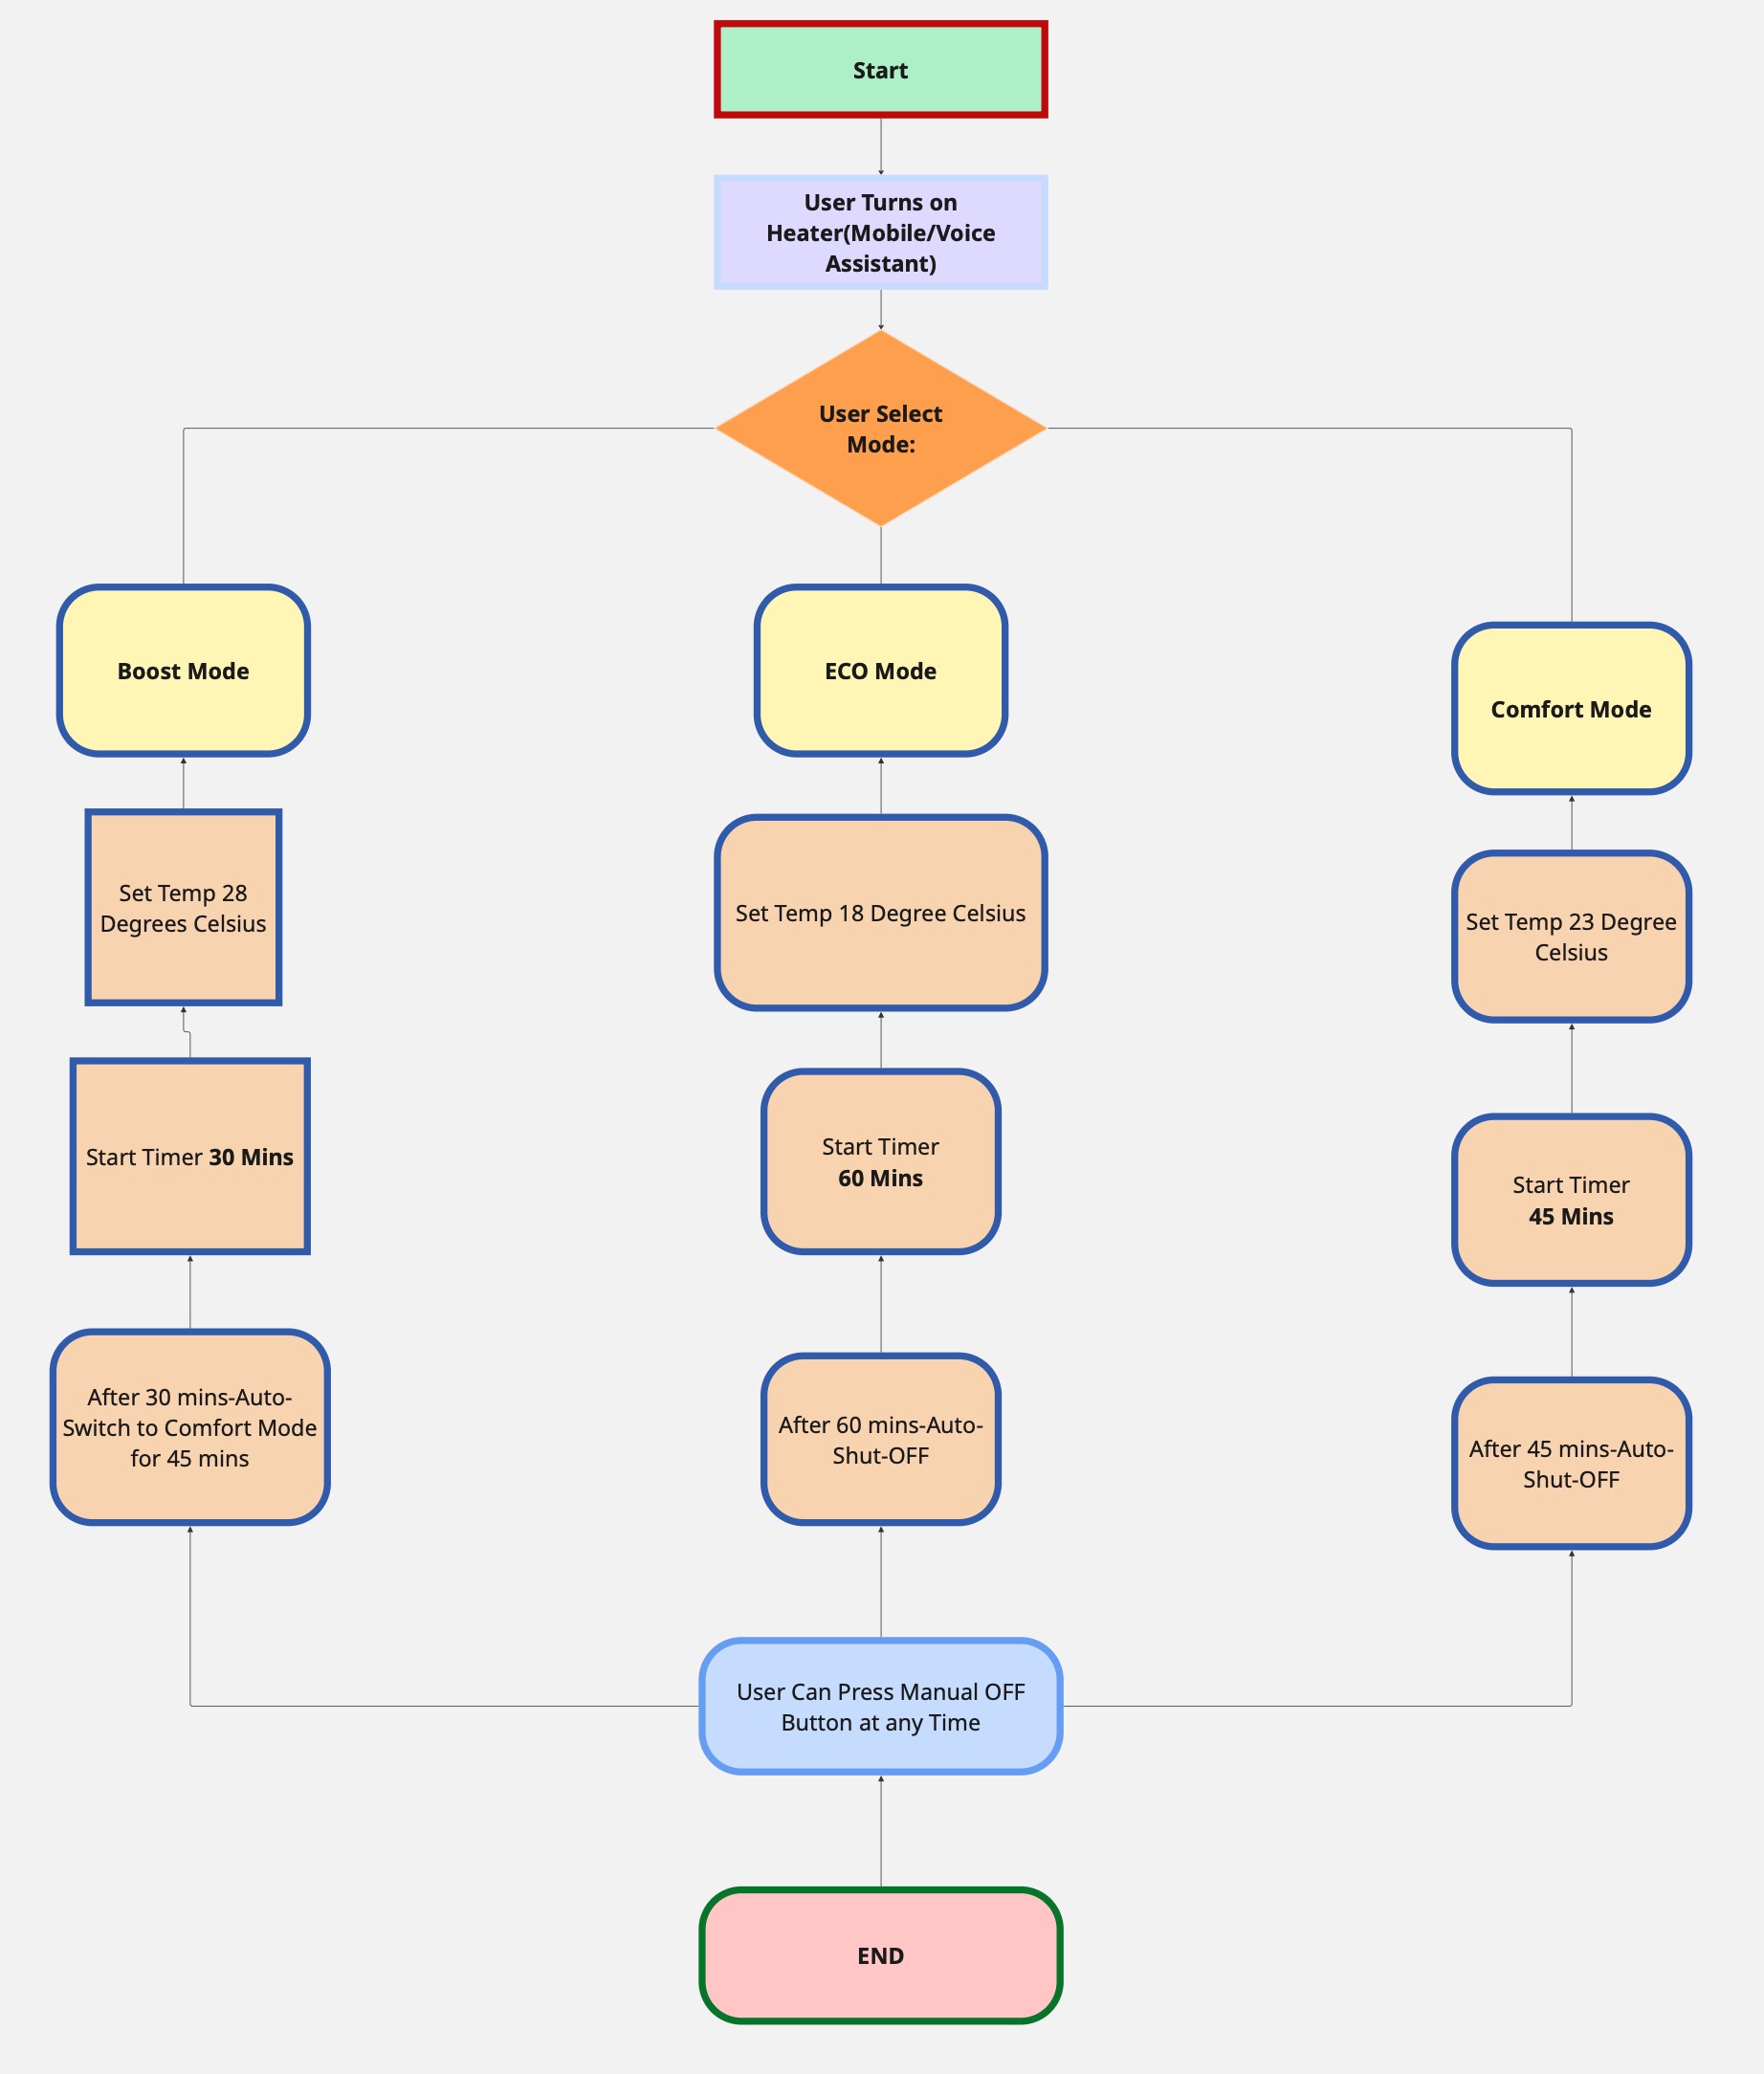 Start
User Turns on
Heater(Mobile/Voice
Assistant)
User Select
Mode:
Boost Mode
ECO Mode
Comfort Mode
Set Temp 28
Degrees Celsius
Set Temp 18 Degree Celsius
Set Temp 23 Degree
Celsius
Start Timer 30 Mins
Start Timer
60 Mins
Start Timer
45 Mins
After 30 mins-Auto-
Switch to Comfort Mode
for 45 mins
After 60 mins-Auto-
Shut-OFF
After 45 mins-Auto-
Shut-OFF
User Can Press Manual OFF
Button at any Time
END